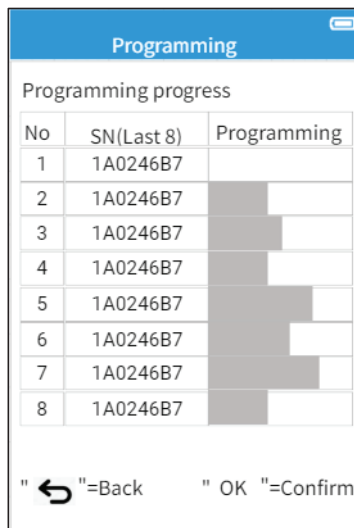 Programming
Programming progress
No SN(Last 8) Programming
1 1A0246B7
2 1A0246B7
3 1A0246B7
4 1A0246B7
5 1A0246B7
6 1A0246B7
7 1A0246B7
8 1A0246B7
" "=Back " OK "=Confirm